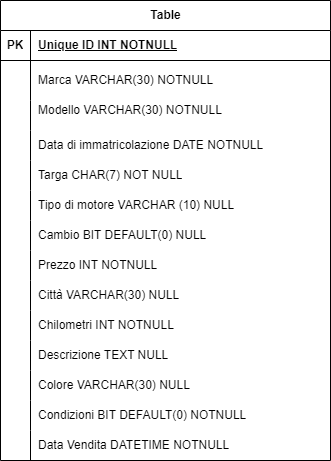 Table
PK Unique ID INT NOTNULL
Marca VARCHAR(30) NOTNULL
Modello VARCHAR(30) NOTNULL
Data di immatricolazione DATE NOTNULL
Targa CHAR(7) NOT NULL
Tipo di motore VARCHAR (10) NULL
Cambio BIT DEFAULT(0) NULL
Prezzo INT NOTNULL
Città VARCHAR(30) NULL
Chilometri INT NOTNULL
Descrizione TEXT NULL
Colore VARCHAR(30) NULL
Condizioni BIT DEFAULT(0) NOTNULL
Data Vendita DATETIME NOTNULL